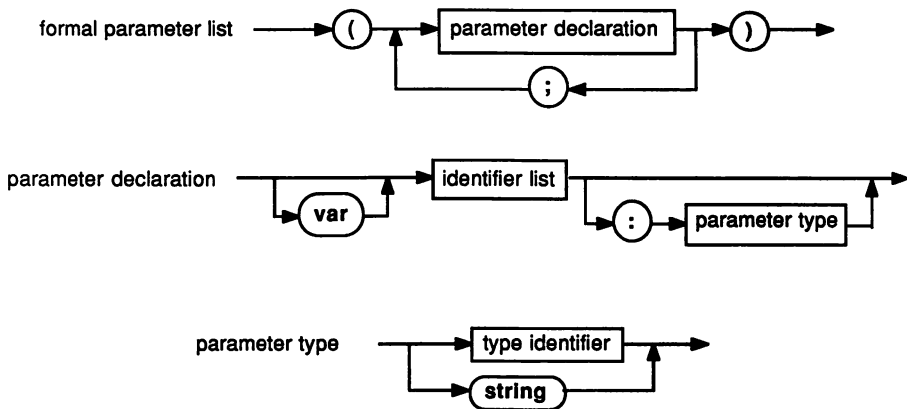 formal parameter list ( parameter declaration )
;
parameter declaration identifier list
var : parameter type
parameter type type identifier
string